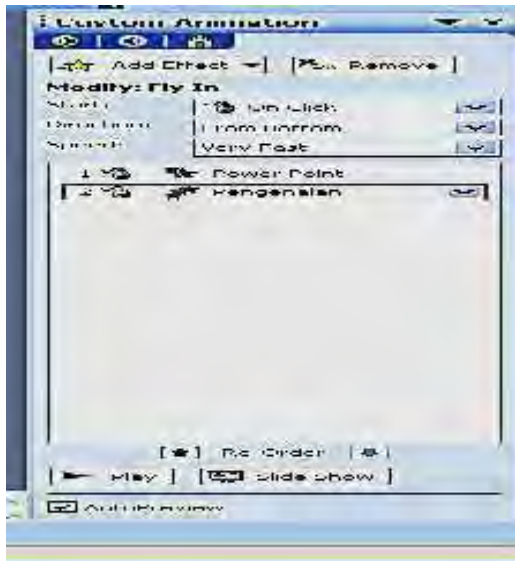 Custom Animation
Add Effect Remove
Modify: Fly In
Start: On Click
Direction: From Bottom
Speed: Very Fast
1 Power Point
2 Pengenalan
Re-Order
Play Slide Show
AutoPreview